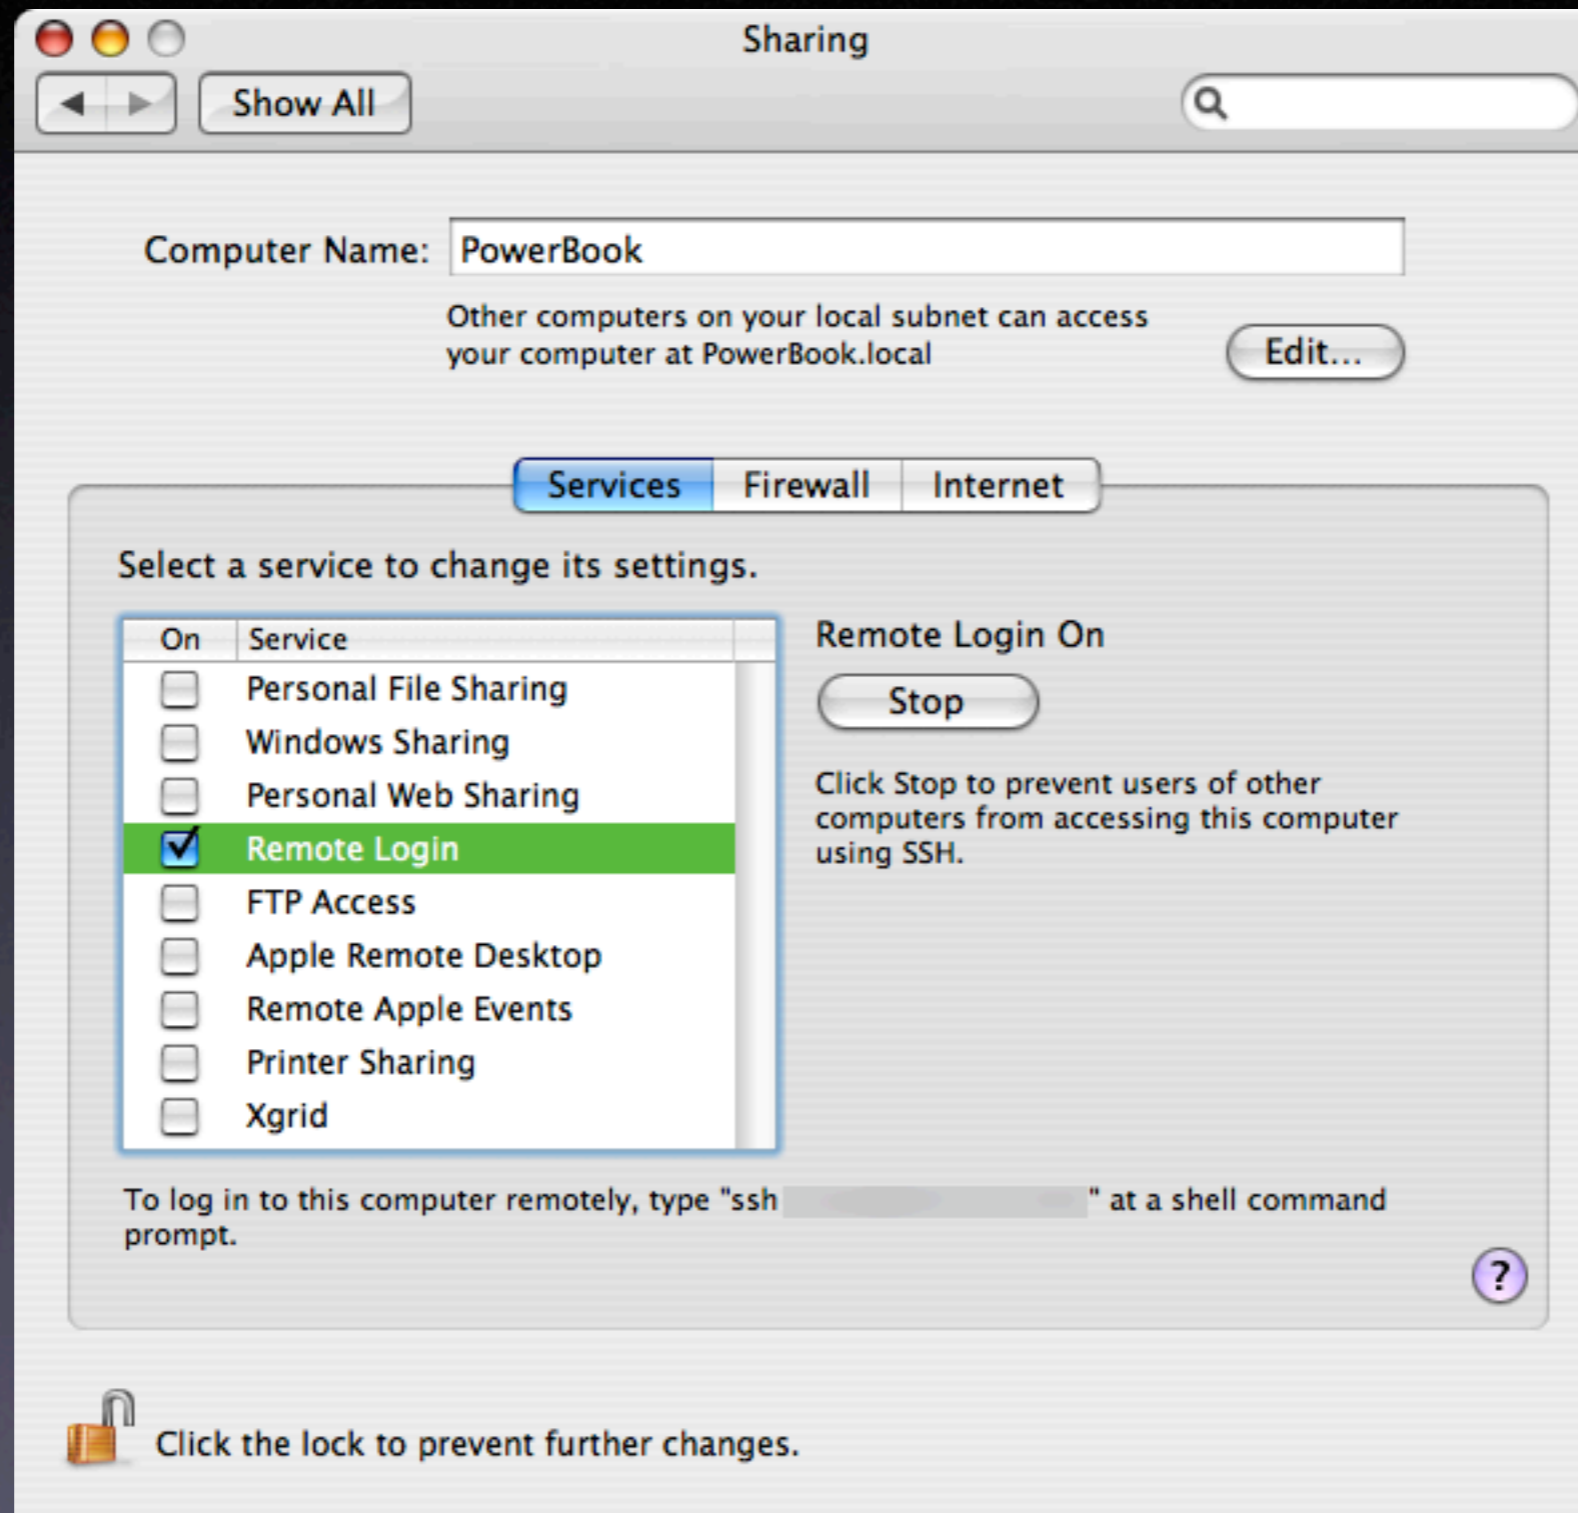 Sharing
Show All
Computer Name: PowerBook
Other computers on your local subnet can access
your computer at PowerBook.local
Edit...
Services Firewall Internet
Select a service to change its settings.
On Service
Personal File Sharing
Windows Sharing
Personal Web Sharing
Remote Login
FTP Access
Apple Remote Desktop
Remote Apple Events
Printer Sharing
Xgrid
Remote Login On
Stop
Click Stop to prevent users of other
computers from accessing this computer
using SSH.
To log in to this computer remotely, type "ssh " at a shell command
prompt.
?
Click the lock to prevent further changes.